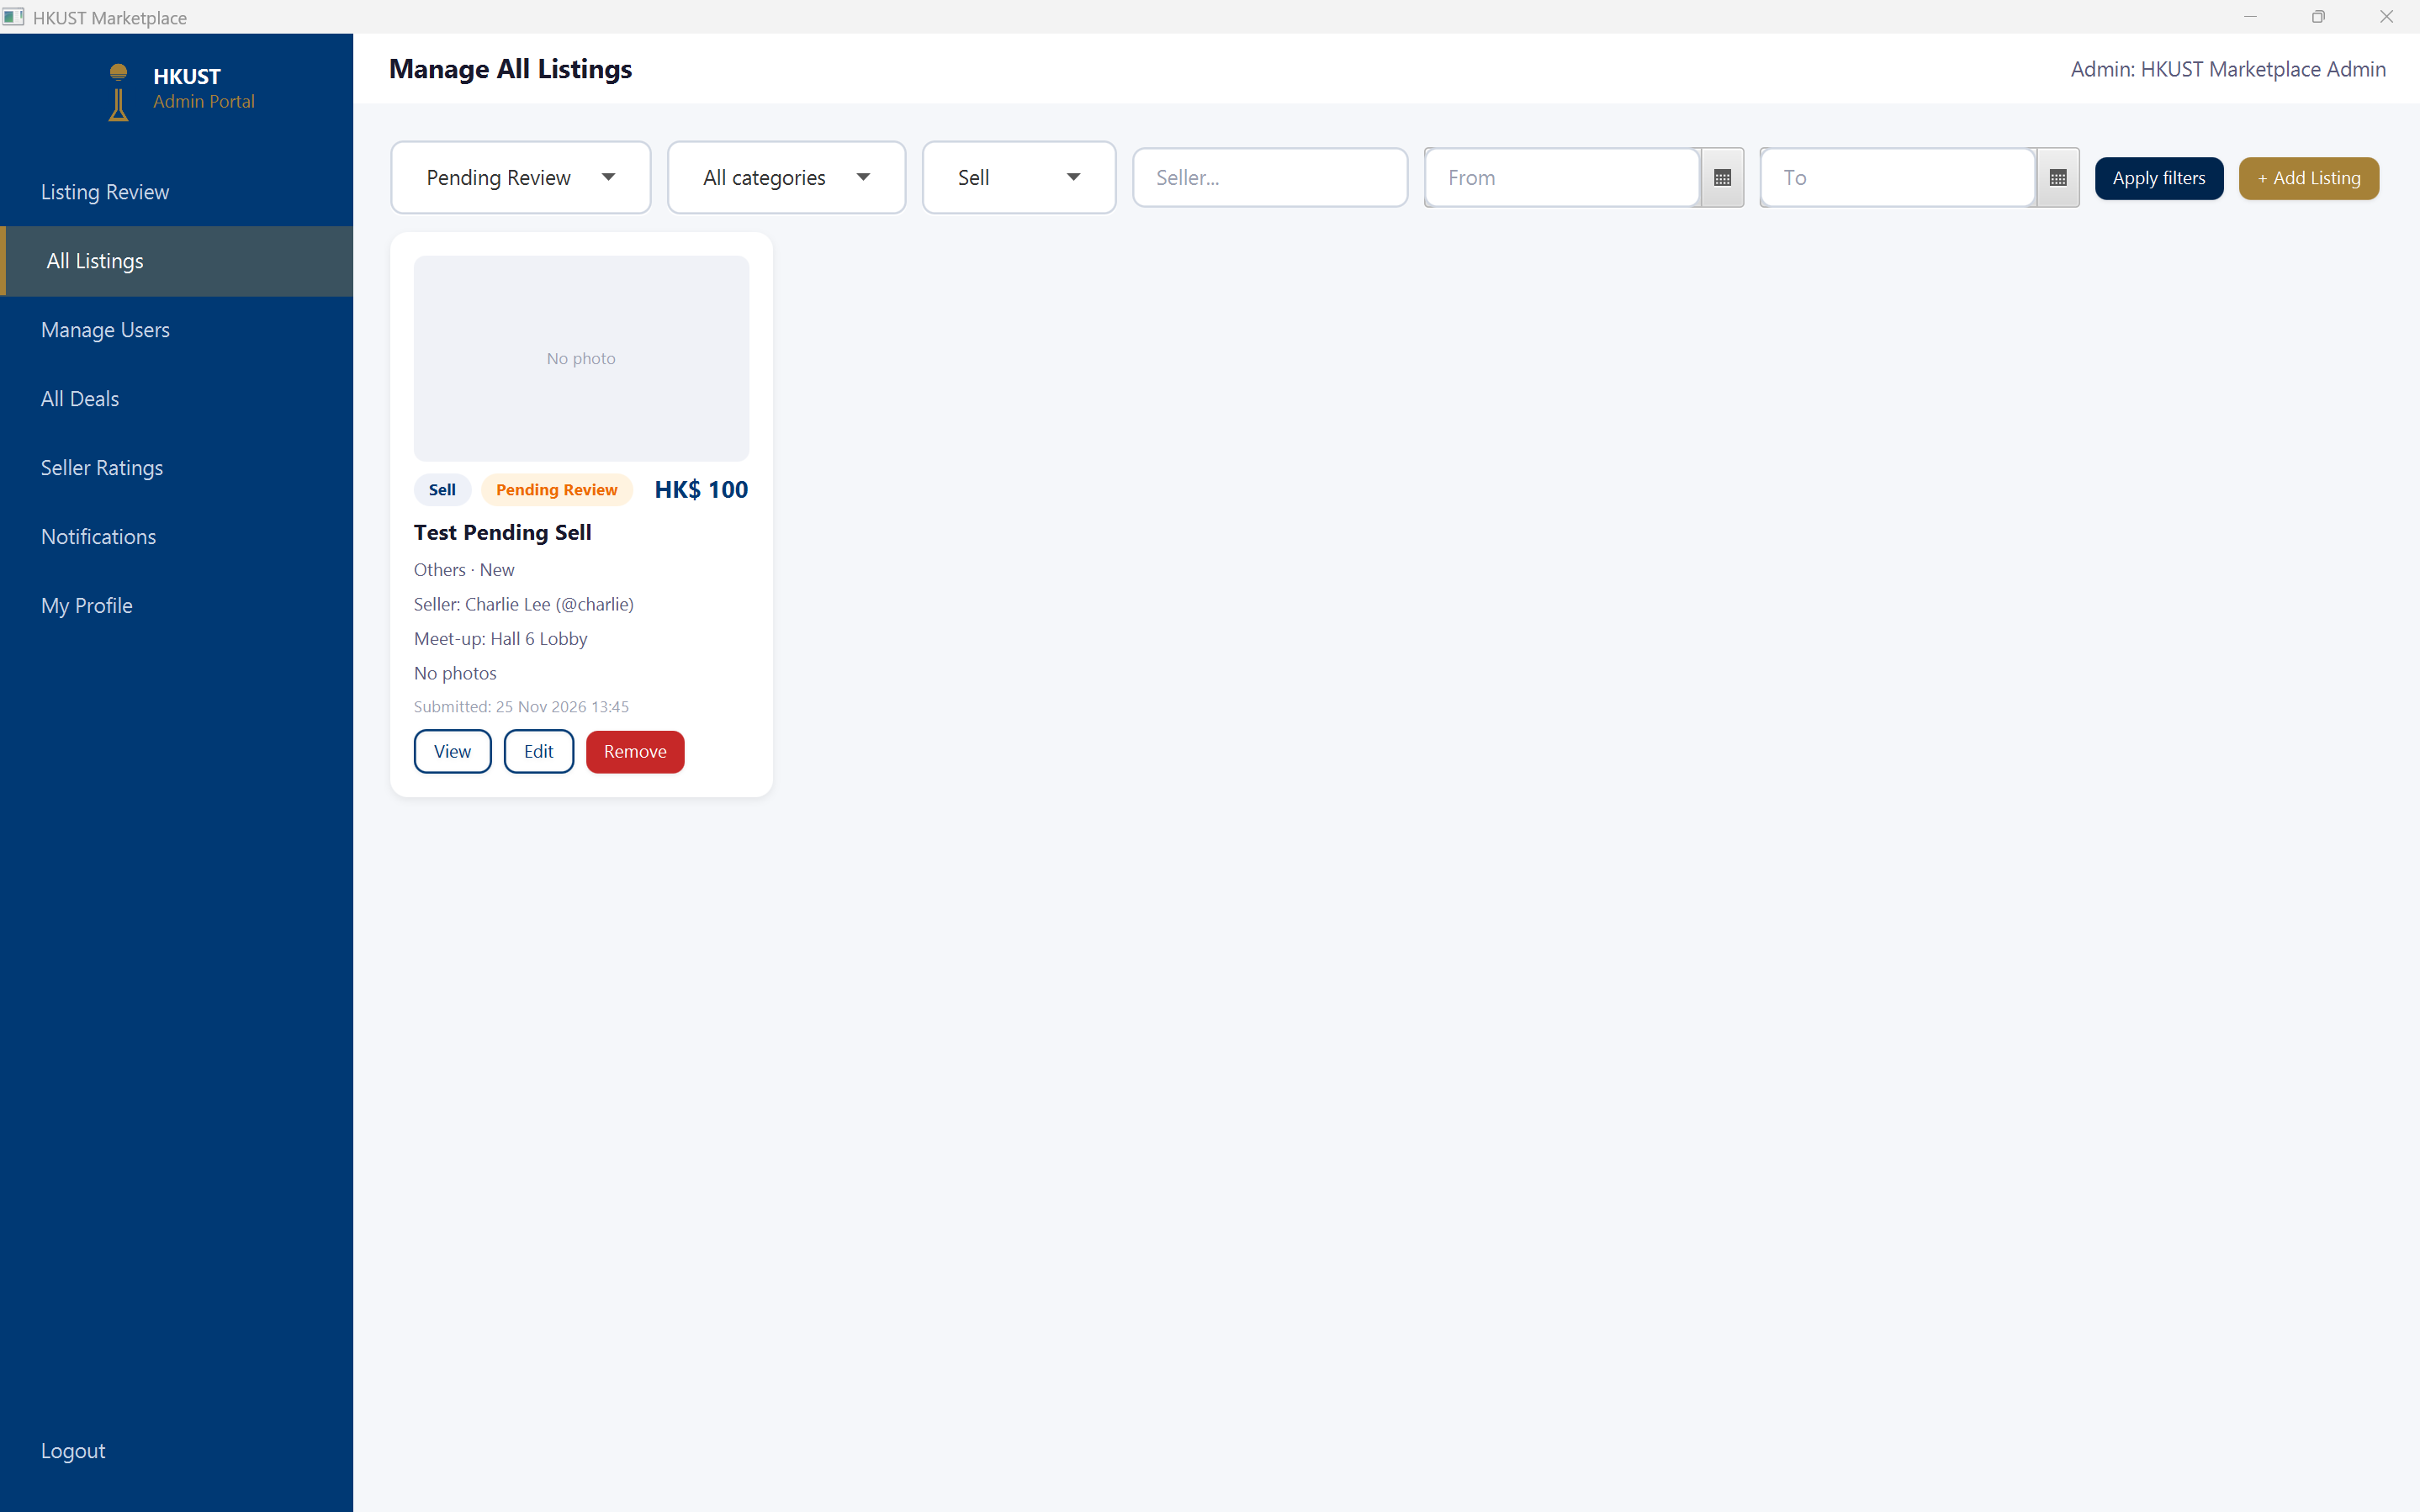 HKUST Marketplace
HKUST
Admin Portal
Listing Review
All Listings
Manage Users
All Deals
Seller Ratings
Notifications
My Profile
Logout
Manage All Listings
Admin: HKUST Marketplace Admin
Pending Review
All categories
Sell
Seller...
From
To
Apply filters
+ Add Listing
No photo
Sell
Pending Review
HK$ 100
Test Pending Sell
Others · New
Seller: Charlie Lee (@charlie)
Meet-up: Hall 6 Lobby
No photos
Submitted: 25 Nov 2026 13:45
View
Edit
Remove